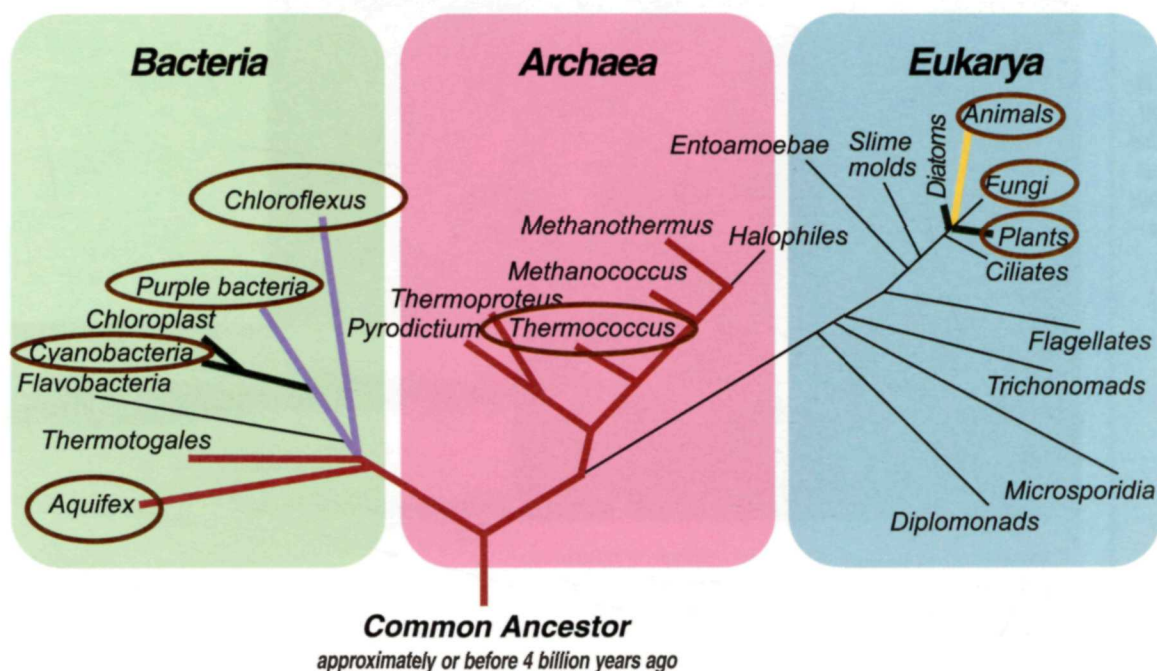 Bacteria
Archaea
Eukarya
Chloroflexus
Purple bacteria
Chloroplast
Cyanobacteria
Flavobacteria
Thermotogales
Aquifex
Methanothermus
Halophiles
Methanococcus
Thermoproteus
Pyrodictium
Thermococcus
Entoamoebae
Slime
molds
Diatoms
Animals
Fungi
Plants
Ciliates
Flagellates
Trichonomads
Microsporidia
Diplomonads
Common Ancestor
approximately or before 4 billion years ago